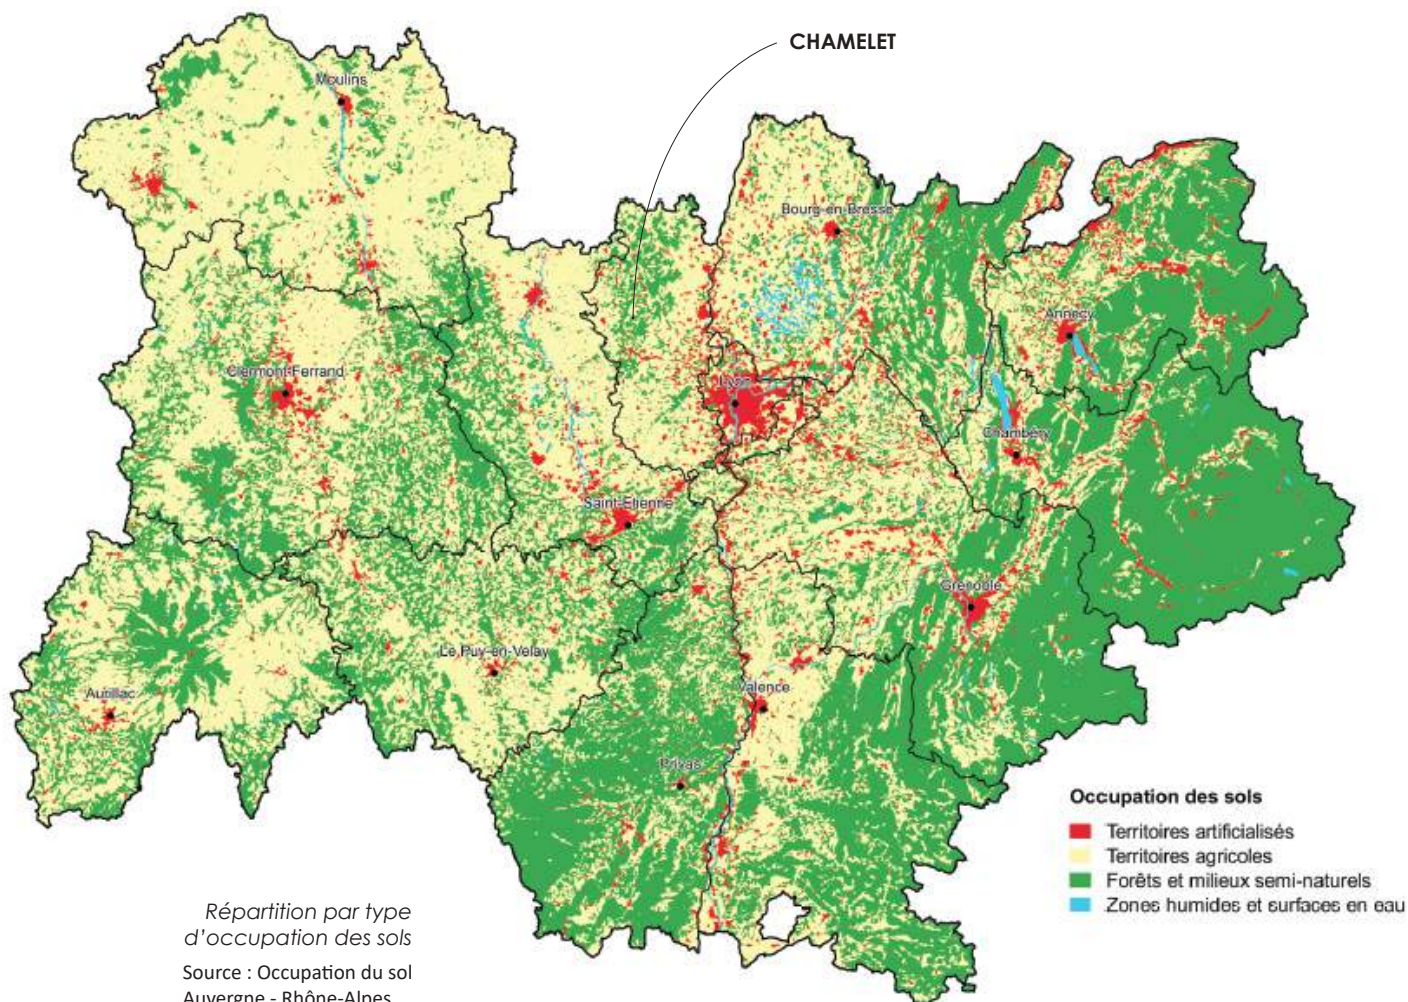 CHAMELET
Moulins
Bourg-en-Bresse
Annecy
Clermont-Ferrand
Lyon
Chambéry
Saint-Etienne
Grenoble
Le Puy-en-Velay
Aurillac
Valence
Privas
Occupation des sols
Territoires artificialisés
Territoires agricoles
Forêts et milieux semi-naturels
Zones humides et surfaces en eau
Répartition par type
d’occupation des sols
Source : Occupation du sol
Auvergne - Rhône-Alpes